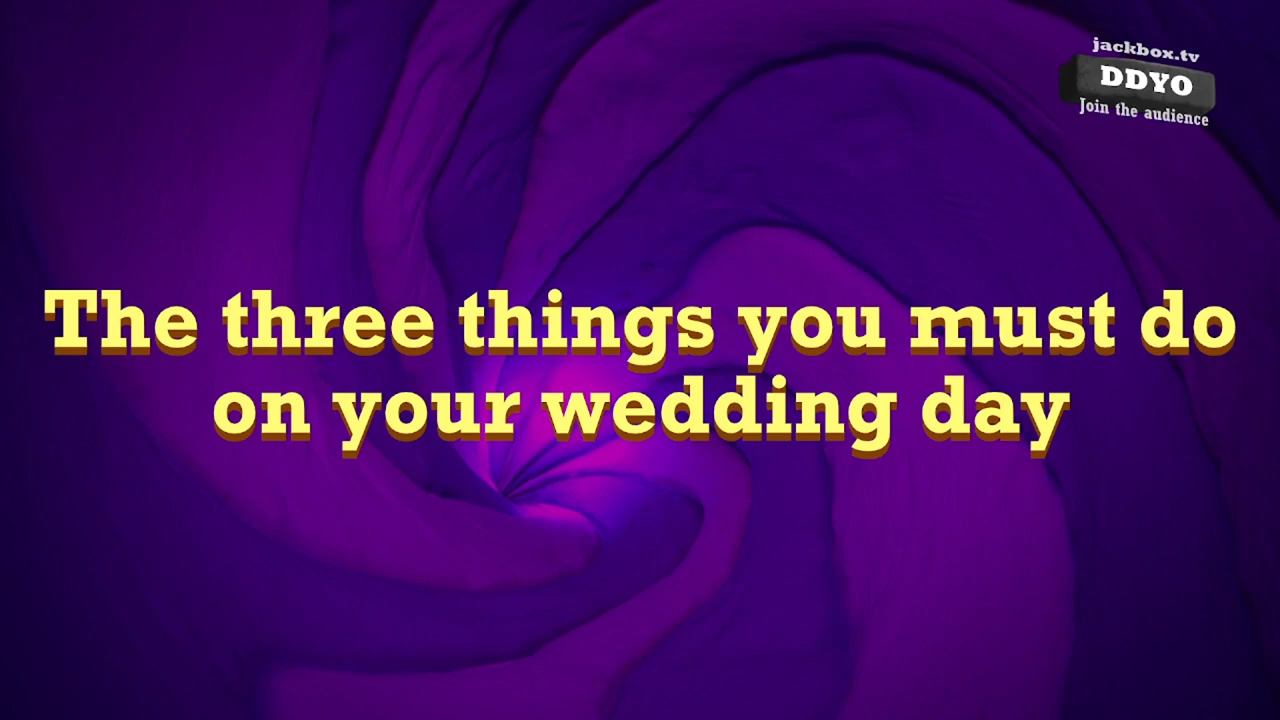 jackbox.tv
DDYO
Join the audience
The three things you must do
on your wedding day